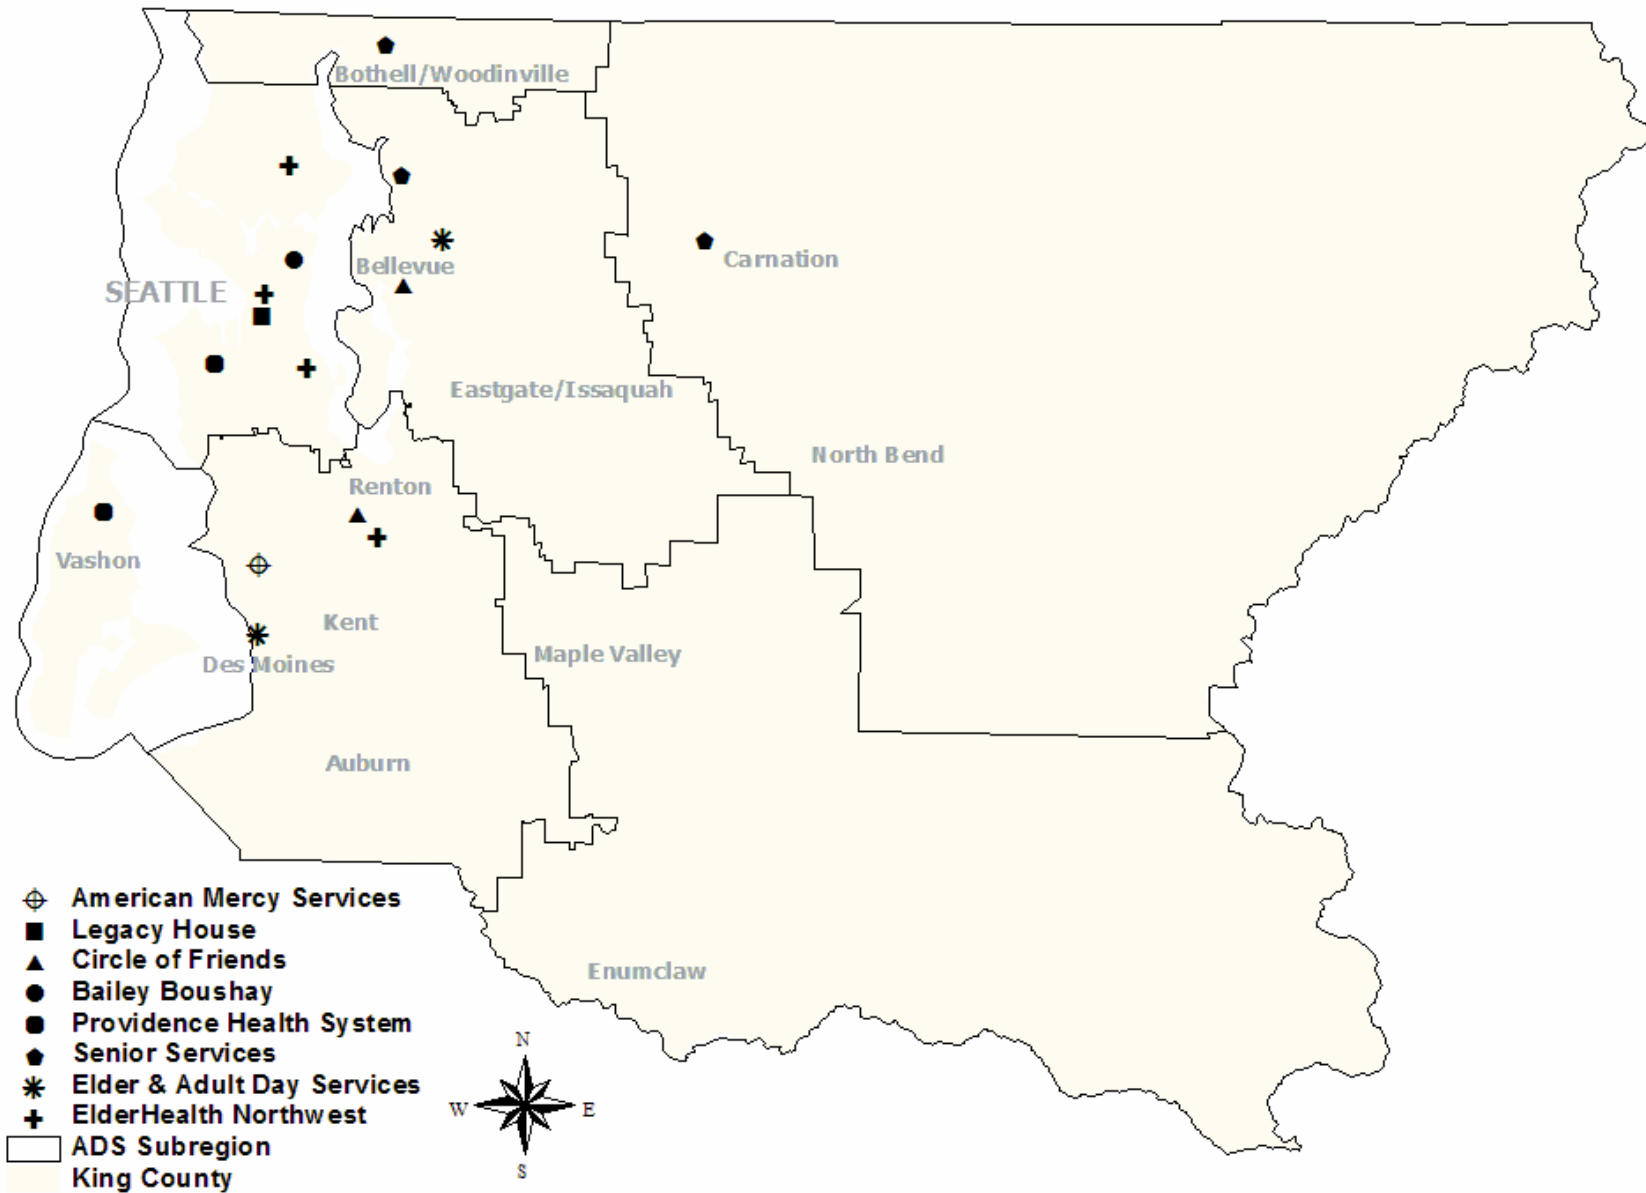 Bothell/Woodinville
Carnation
Bellevue
SEATTLE
Eastgate/Issaquah
North Bend
Renton
Vashon
Kent
Maple Valley
Des Moines
Auburn
Enumclaw
American Mercy Services
Legacy House
Circle of Friends
Bailey Boushay
Providence Health System
Senior Services
Elder & Adult Day Services
ElderHealth Northwest
ADS Subregion
King County
N
W E
S